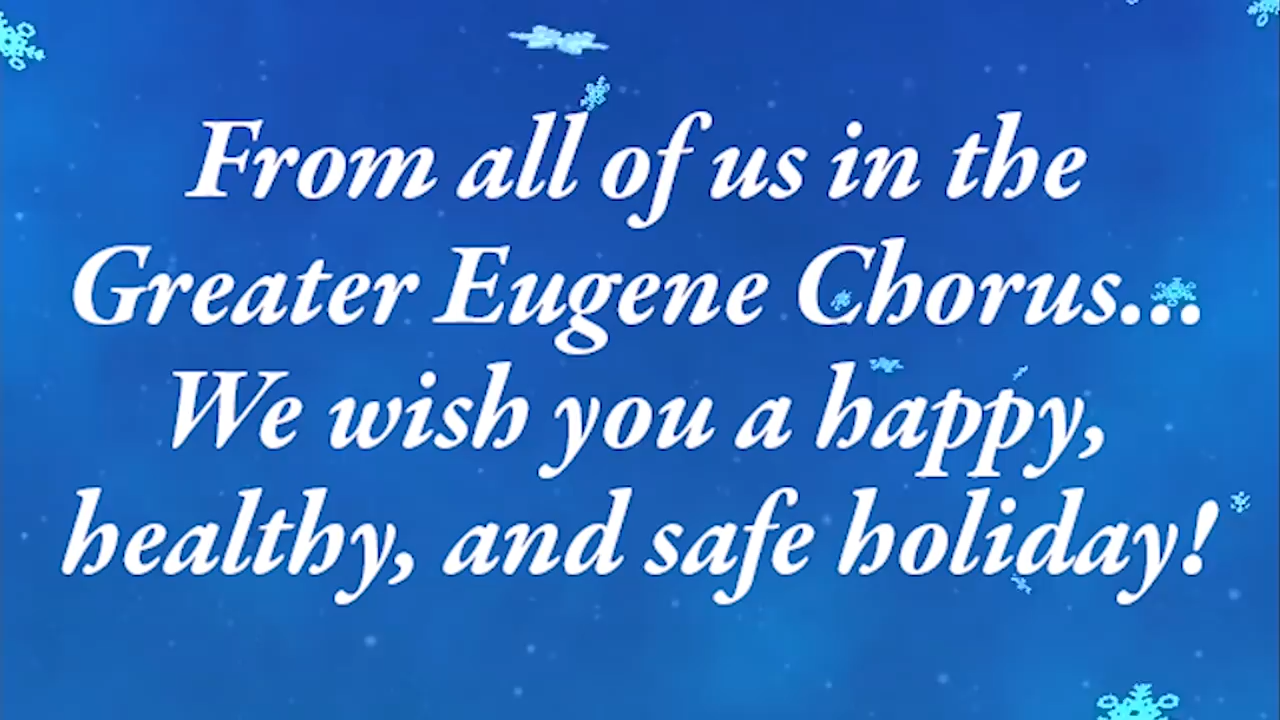 From all of us in the
Greater Eugene Chorus...
We wish you a happy,
healthy, and safe holiday!